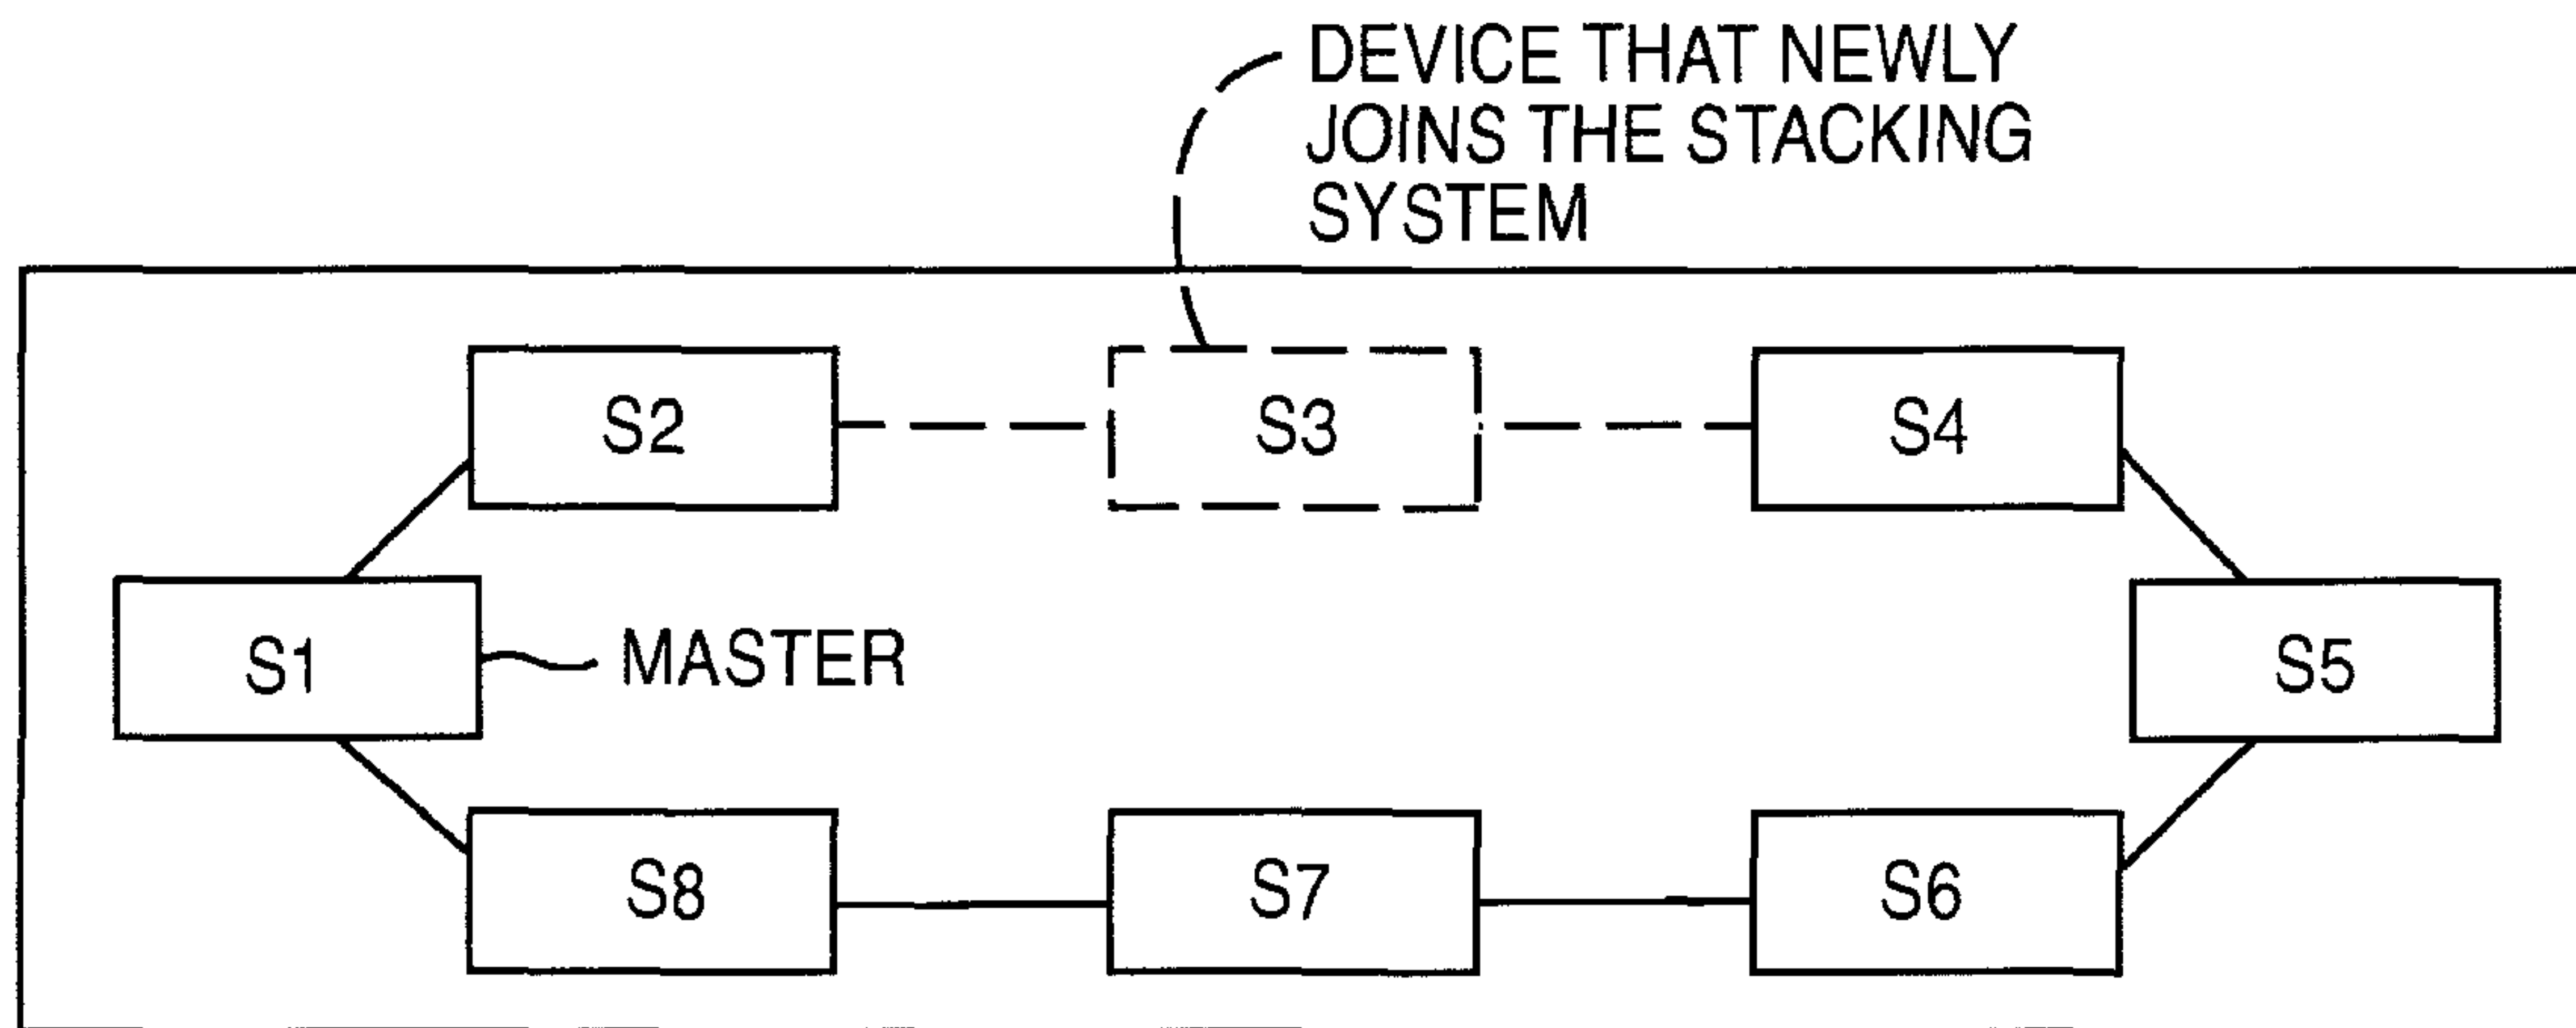 DEVICE THAT NEWLY
JOINS THE STACKING
SYSTEM
S2
S3
S4
S1
MASTER
S5
S8
S7
S6